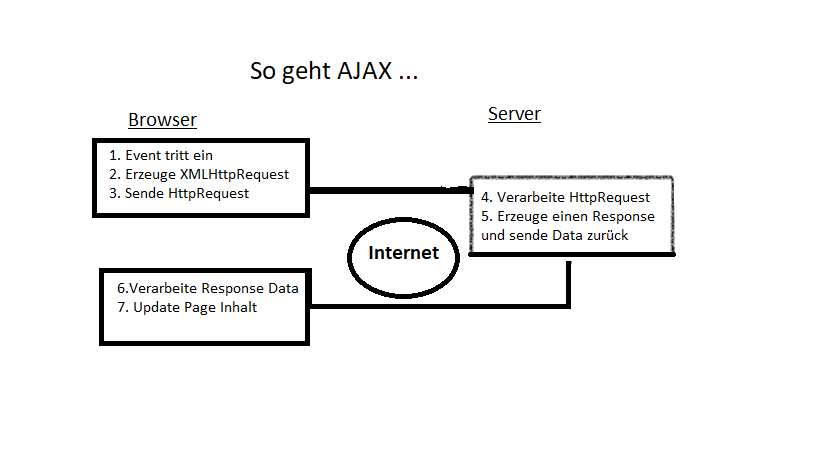 So geht AJAX ...
Browser
Server
1. Event tritt ein
2. Erzeuge XMLHttpRequest
3. Sende HttpRequest
4. Verarbeite HttpRequest
5. Erzeuge einen Response
und sende Data zurück
Internet
6.Verarbeite Response Data
7. Update Page Inhalt